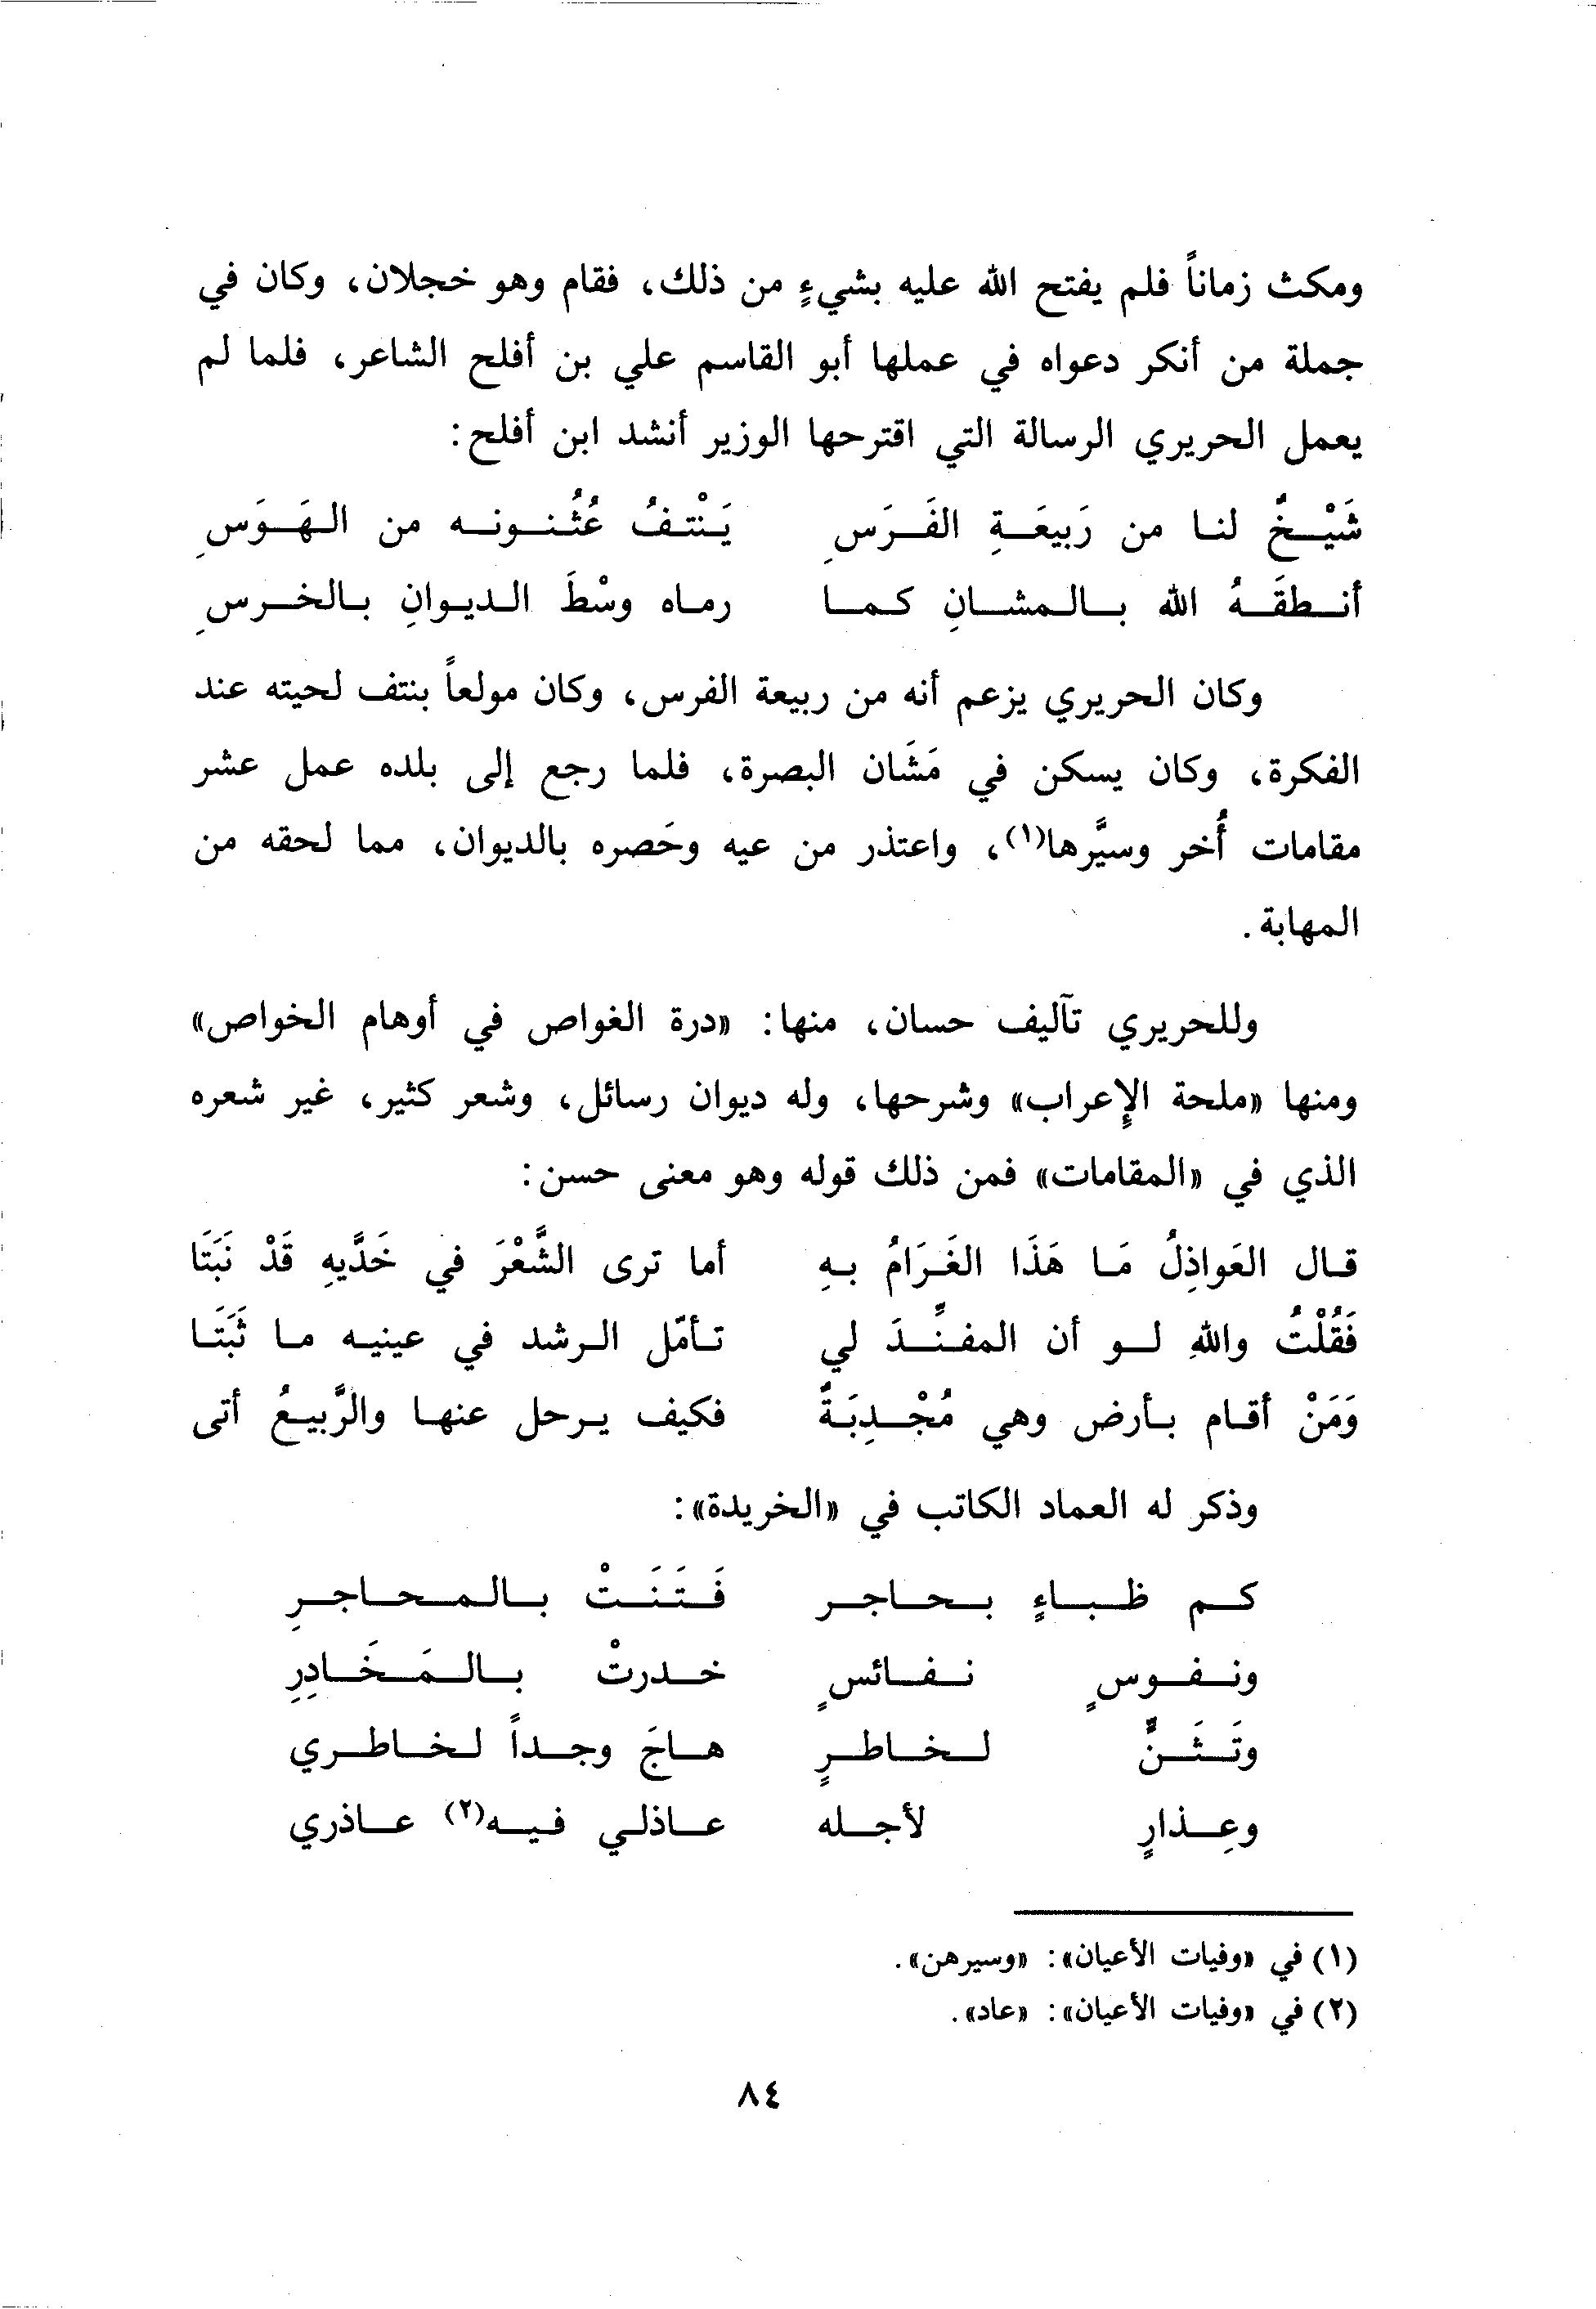 ومكث زماناً فلم يفتح الله عليه بشيءٍ من ذلك، فقام وهو خجلان، وكان في
جملة من أنكر دعواه في عملها أبو القاسم علي بن أفلح الشاعر، فلما لم
يعمل الحريري الرسالة التي اقترحها الوزير أنشد ابن أفلح:
شَيْخٌ لنا من رَبيعَةِ الفَرَسِ يَنْتفُ عُثْنونه من الهَوَسِ
أنطقَهُ الله بالمشانِ كما رماه وسْطَ الديوانِ بالخرسِ
وكان الحريري يزعم أنه من ربيعة الفرس، وكان مولعاً بنتف لحيته عند
الفكرة، وكان يسكن في مَشَان البصرة، فلما رجع إلى بلده عمل عشر
مقامات أُخر وسيَّرها(١)، واعتذر من عيه وحَصره بالديوان، مما لحقه من
المهابة.
وللحريري تآليف حسان، منها: «درة الغواص في أوهام الخواص»
ومنها «ملحة الإعراب» وشرحها، وله ديوان رسائل، وشعر كثير، غير شعره
الذي في «المقامات» فمن ذلك قوله وهو معنى حسن:
قال العَواذِلُ مَا هَذَا الغَرَامُ بهِ أما ترى الشَّعْرَ في خَدَّيهِ قَدْ نَبَتَا
فَقُلْتُ واللهِ لو أن المفنِّدَ لي تأمّل الرشد في عينيه ما ثَبَتَا
وَمَنْ أقام بأرض وهي مُجْدِبَةٌ فكيف يرحل عنها والرَّبيعُ أتى
وذكر له العماد الكاتب في «الخريدة»:
كم ظباءٍ بحاجر فَتَنَتْ بالمحاجرِ
ونفوسٍ نفائسٍ خدرتْ بالمَخَادِرِ
وتَثَنٍّ لخاطرٍ هاجَ وجداً لخاطري
وعِذارٍ لأجله عاذلي فيه(٢) عاذري
(١) في «وفيات الأعيان»: «وسيرهن».
(٢) في «وفيات الأعيان»: «عاد».
٨٤